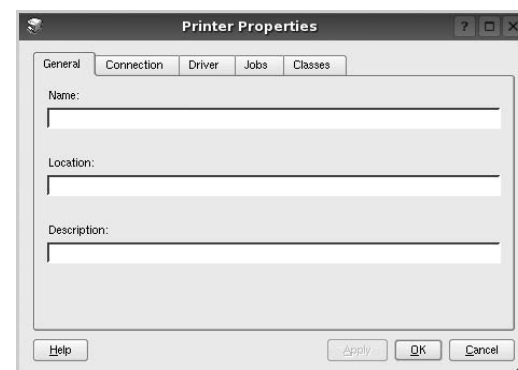 Printer Properties
General Connection Driver Jobs Classes
Name:
Location:
Description:
Help Apply OK Cancel